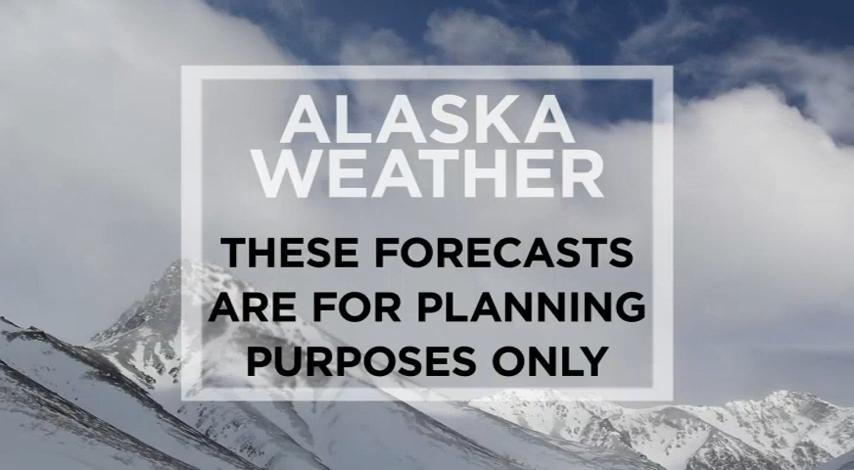 ALASKA
WEATHER
THESE FORECASTS
ARE FOR PLANNING
PURPOSES ONLY